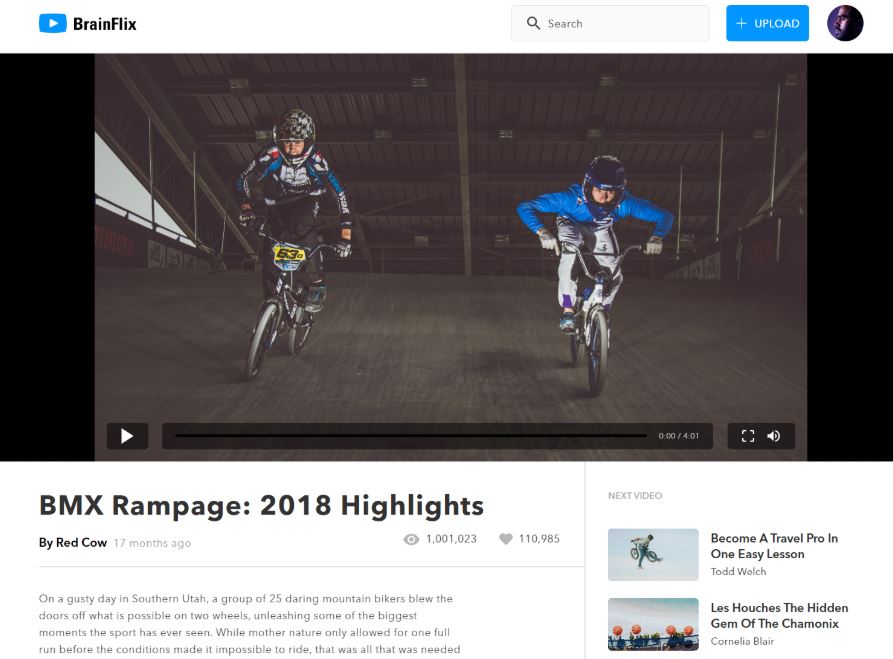 BrainFlix
Search
+ UPLOAD
SPECIALIZED
630
0:00 / 4:01
BMX Rampage: 2018 Highlights
By Red Cow 17 months ago
1,001,023
110,985
On a gusty day in Southern Utah, a group of 25 daring mountain bikers blew the
doors off what is possible on two wheels, unleashing some of the biggest
moments the sport has ever seen. While mother nature only allowed for one full
run before the conditions made it impossible to ride, that was all that was needed
NEXT VIDEO
Become A Travel Pro In
One Easy Lesson
Todd Welch
Les Houches The Hidden
Gem Of The Chamonix
Cornelia Blair